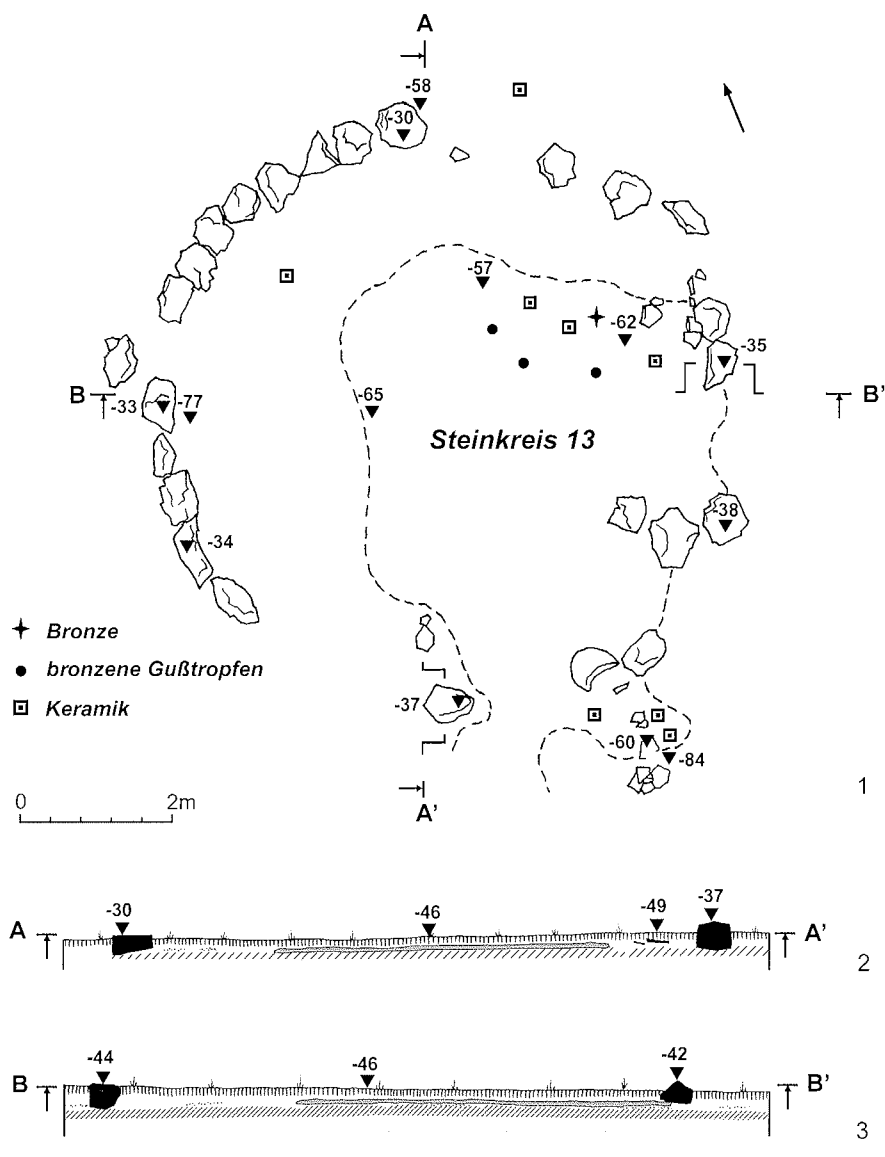 A
-58
-30
-57
-62
-35
B
-33
-77
-65
B'
Steinkreis 13
-38
-34
Bronze
bronzene Gußtropfen
Keramik
-37
-60
-84
0 2m
A'
1
-30
-46
-49
-37
A
A'
2
-44
-46
-42
B
B'
3